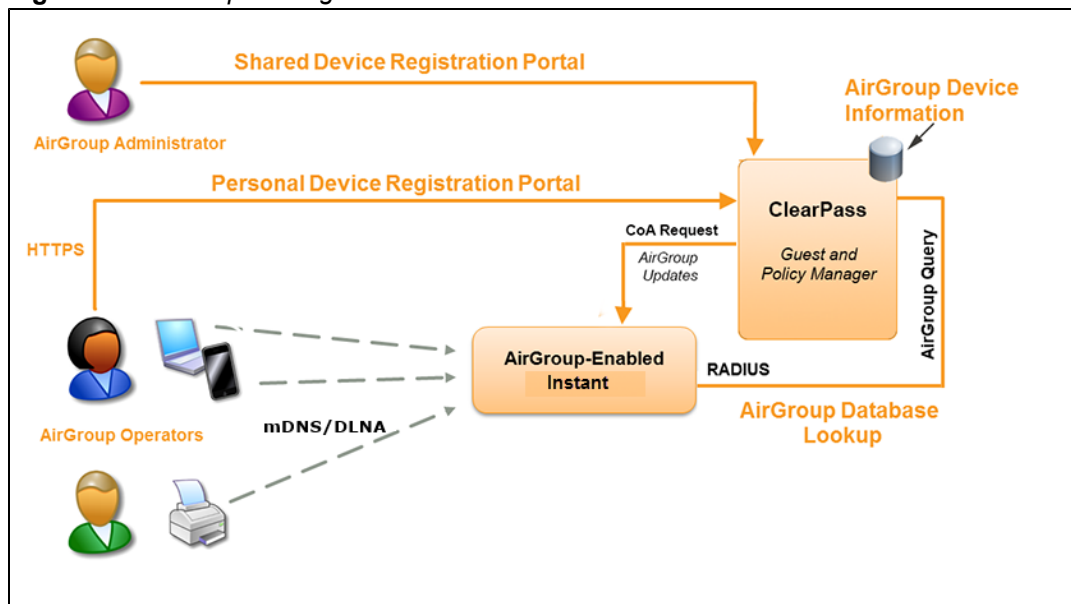 Shared Device Registration Portal
AirGroup Device
Information
AirGroup Administrator
Personal Device Registration Portal
ClearPass
Guest and
Policy Manager
CoA Request
AirGroup
Updates
HTTPS
AirGroup Query
AirGroup-Enabled
Instant
RADIUS
AirGroup Database
Lookup
mDNS/DLNA
AirGroup Operators